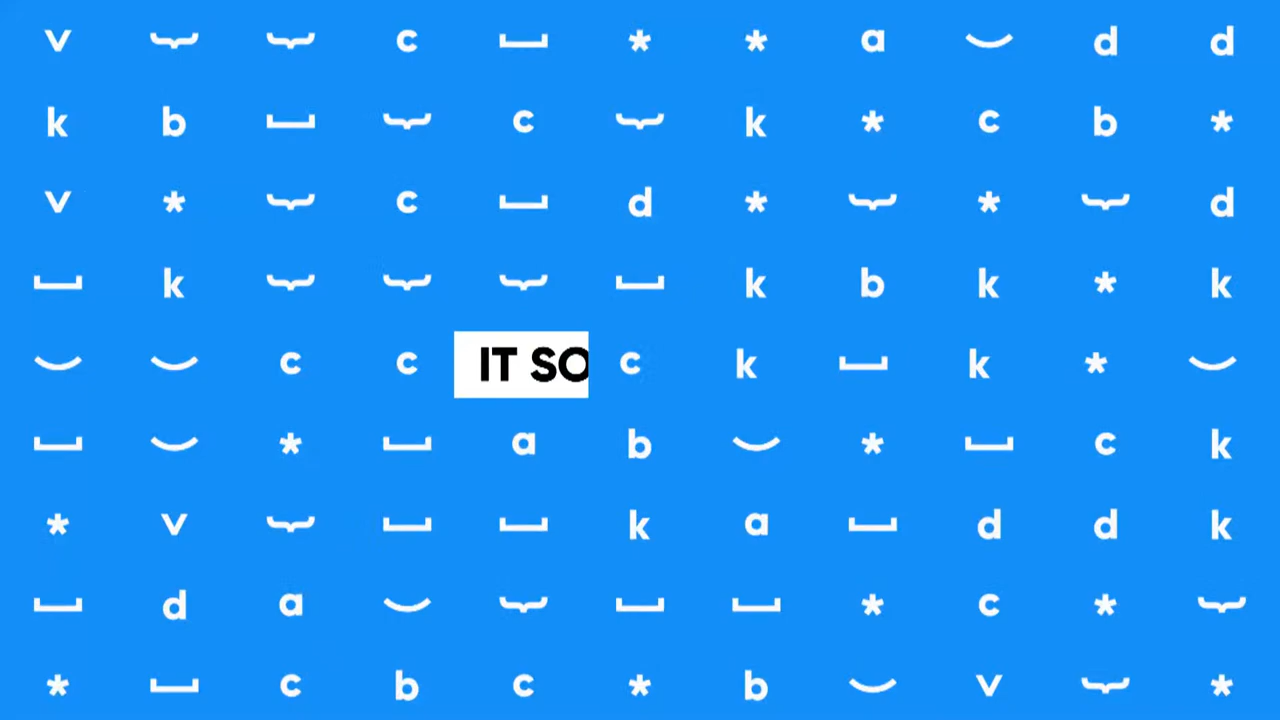 v ⏟ ⏟ c ⎵ * * a ⏝ d d
k b ⎵ ⏟ c ⏟ k * c b *
v * ⏟ c ⎵ d * ⏟ * ⏟ d
⎵ k ⏟ ⏟ ⏟ ⎵ k b k * k
⏝ ⏝ c c IT SO c k ⎵ k * ⏝
⎵ ⏝ * ⎵ a b ⏝ * ⎵ c k
* v ⏟ ⎵ ⎵ k a ⎵ d d k
⎵ d a ⏝ ⏟ ⎵ ⎵ * c * ⏟
* ⎵ c b c * b ⏝ v ⏟ *